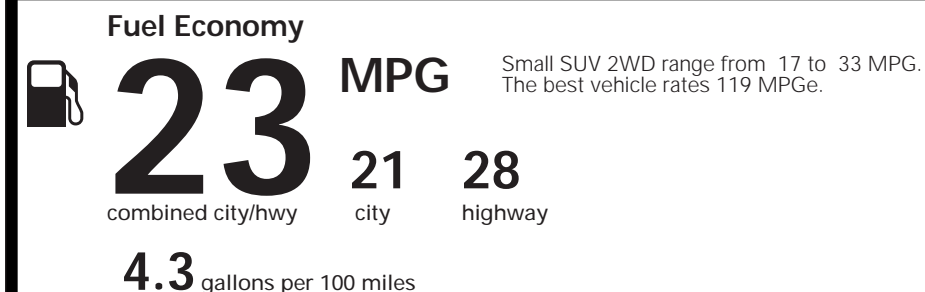 Fuel Economy
23 MPG
Small SUV 2WD range from 17 to 33 MPG.
The best vehicle rates 119 MPGe.
21 28
combined city/hwy city highway
4.3 gallons per 100 miles